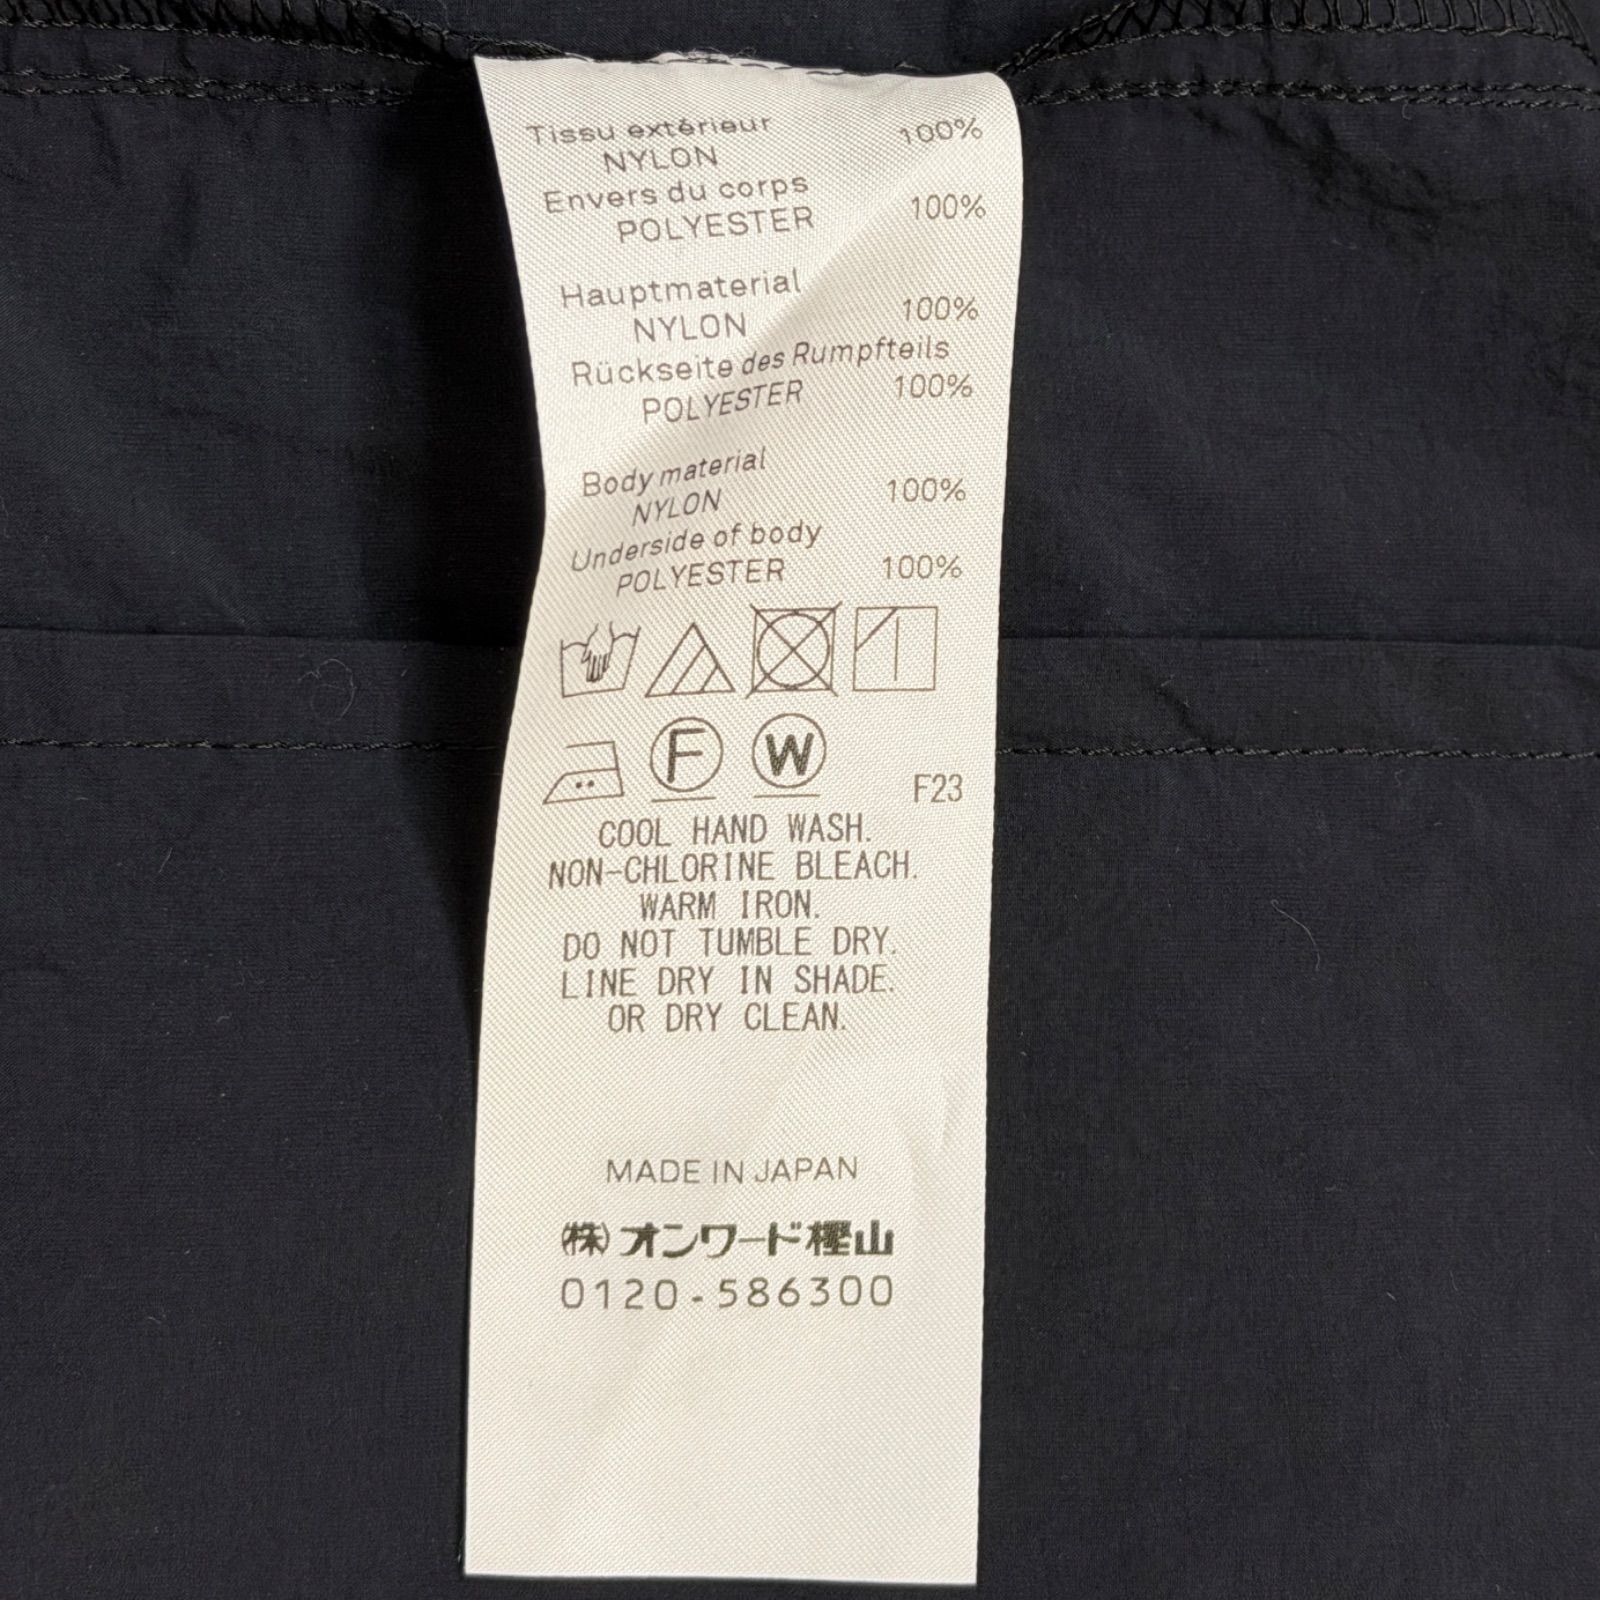 Tissu extérieur
NYLON 100%
Envers du corps
POLYESTER 100%
Hauptmaterial
NYLON 100%
Rückseite des Rumpfteils
POLYESTER 100%
Body material
NYLON 100%
Underside of body
POLYESTER 100%
F W F23
COOL HAND WASH.
NON-CHLORINE BLEACH.
WARM IRON.
DO NOT TUMBLE DRY.
LINE DRY IN SHADE.
OR DRY CLEAN.
MADE IN JAPAN
㈱オンワード樫山
0120-586300